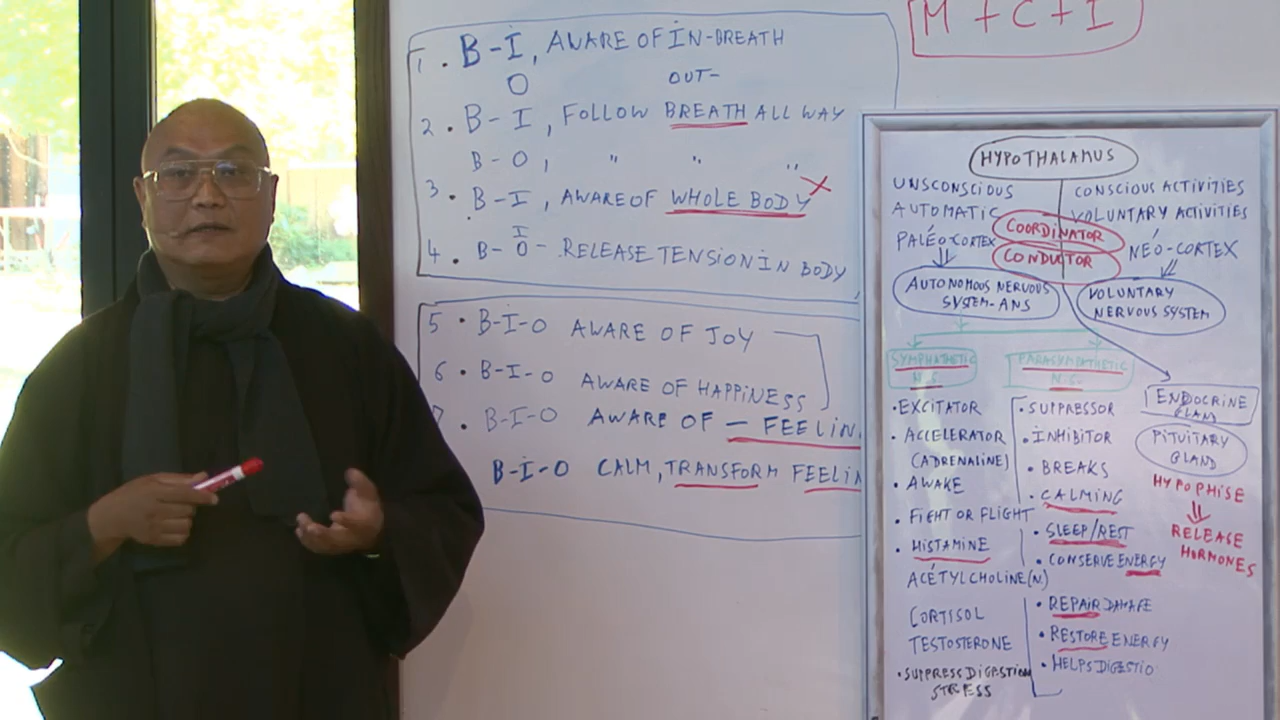 M + C + I
1. B-I, AWARE OF IN-BREATH
O OUT-
2. B-I, FOLLOW BREATH ALL WAY
B-O, " " "
3. B-I, AWARE OF WHOLE BODY X
I
4. B-O- RELEASE TENSION IN BODY
5 · B-I-O AWARE OF JOY
6 · B-I-O AWARE OF HAPPINESS
7 · B-I-O AWARE OF — FEELIN
B-I-O CALM, TRANSFORM FEELIN
HYPOTHALAMUS
UNSCONSCIOUS
AUTOMATIC
PALÉO-CORTEX
CONSCIOUS ACTIVITIES
VOLUNTARY ACTIVITIES
NÉO-CORTEX
COORDINATOR
CONDUCTOR
AUTONOMOUS NERVOUS
SYSTEM-ANS
VOLUNTARY
NERVOUS SYSTEM
SYMPHATHETIC
N.S.
· EXCITATOR
· ACCELERATOR
(ADRENALINE)
· AWAKE
· FIGHT OR FLIGHT
· HISTAMINE
ACÉTYLCHOLINE (N.)
CORTISOL
TESTOSTERONE
· SUPPRESS DIGESTION
STRESS
PARASYMPATHETIC
N.S.
· SUPPRESSOR
· INHIBITOR
· BREAKS
· CALMING
· SLEEP/REST
· CONSERVE ENERGY
· REPAIR DAMAGE
· RESTORE ENERGY
· HELPS DIGESTIO
ENDOCRINE
GLAND
PITUITARY
GLAND
HYPOPHISE
RELEASE
HORMONES